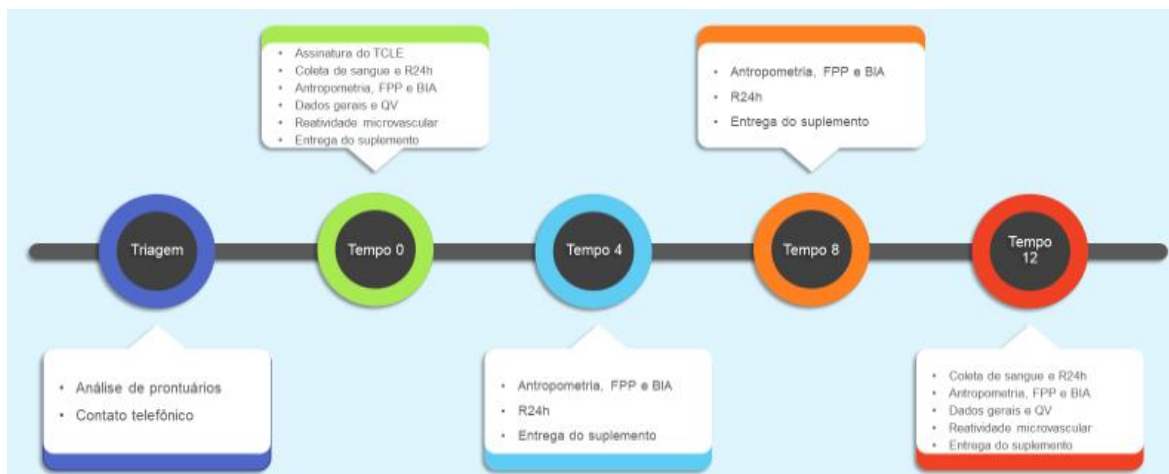 • Assinatura do TCLE
• Coleta de sangue e R24h
• Antropometria, FPP e BIA
• Dados gerais e QV
• Reatividade microvascular
• Entrega do suplemento
• Antropometria, FPP e BIA
• R24h
• Entrega do suplemento
Triagem
Tempo 0
Tempo 4
Tempo 8
Tempo
12
• Análise de prontuários
• Contato telefônico
• Antropometria, FPP e BIA
• R24h
• Entrega do suplemento
• Coleta de sangue e R24h
• Antropometria, FPP e BIA
• Dados gerais e QV
• Reatividade microvascular
• Entrega do suplemento